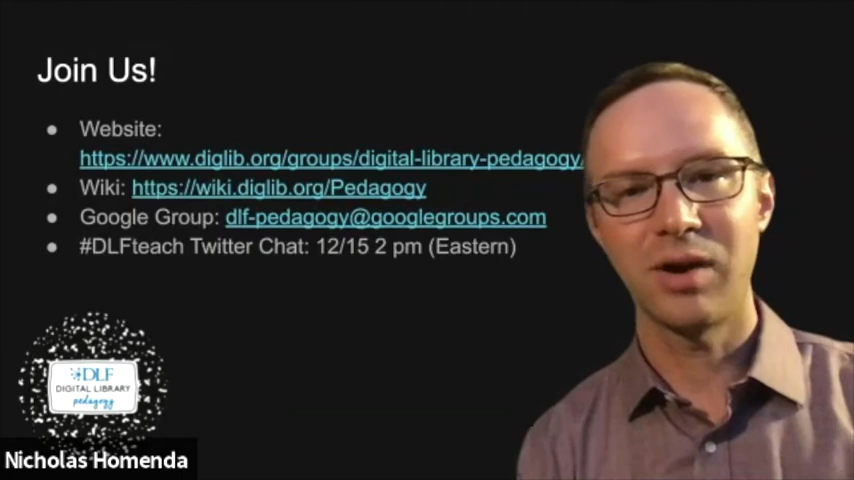 Join Us!
● Website:
https://www.diglib.org/groups/digital-library-pedagogy/
● Wiki: https://wiki.diglib.org/Pedagogy
● Google Group: dlf-pedagogy@googlegroups.com
● #DLFteach Twitter Chat: 12/15 2 pm (Eastern)
DLF
DIGITAL LIBRARY
pedagogy
Nicholas Homenda